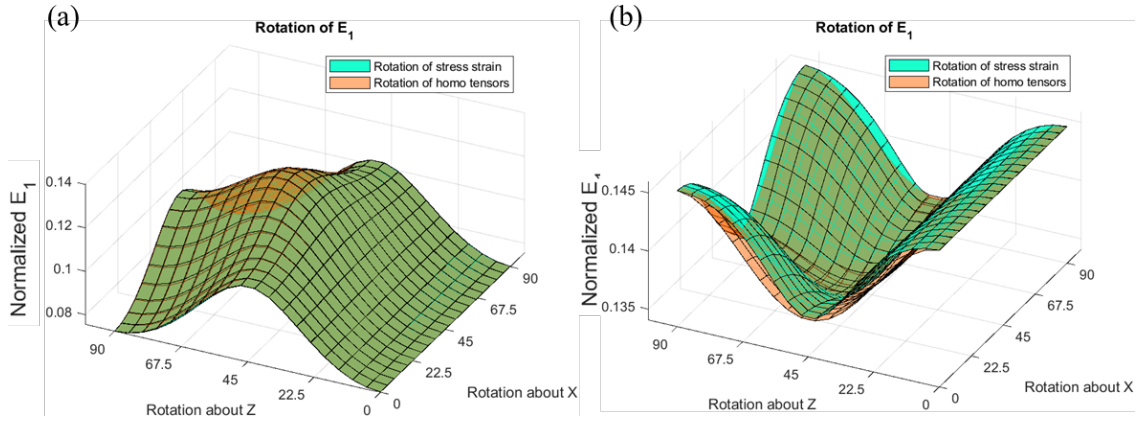 (a)
Rotation of E1
Rotation of stress strain
Rotation of homo tensors
Normalized E1
0.14
0.12
0.1
0.08
90
67.5
45
22.5
0
Rotation about Z
0
22.5
45
67.5
90
Rotation about X
(b)
Rotation of E1
Rotation of stress strain
Rotation of homo tensors
Normalized E1
0.145
0.14
0.135
90
67.5
45
22.5
0
Rotation about Z
0
22.5
45
67.5
90
Rotation about X